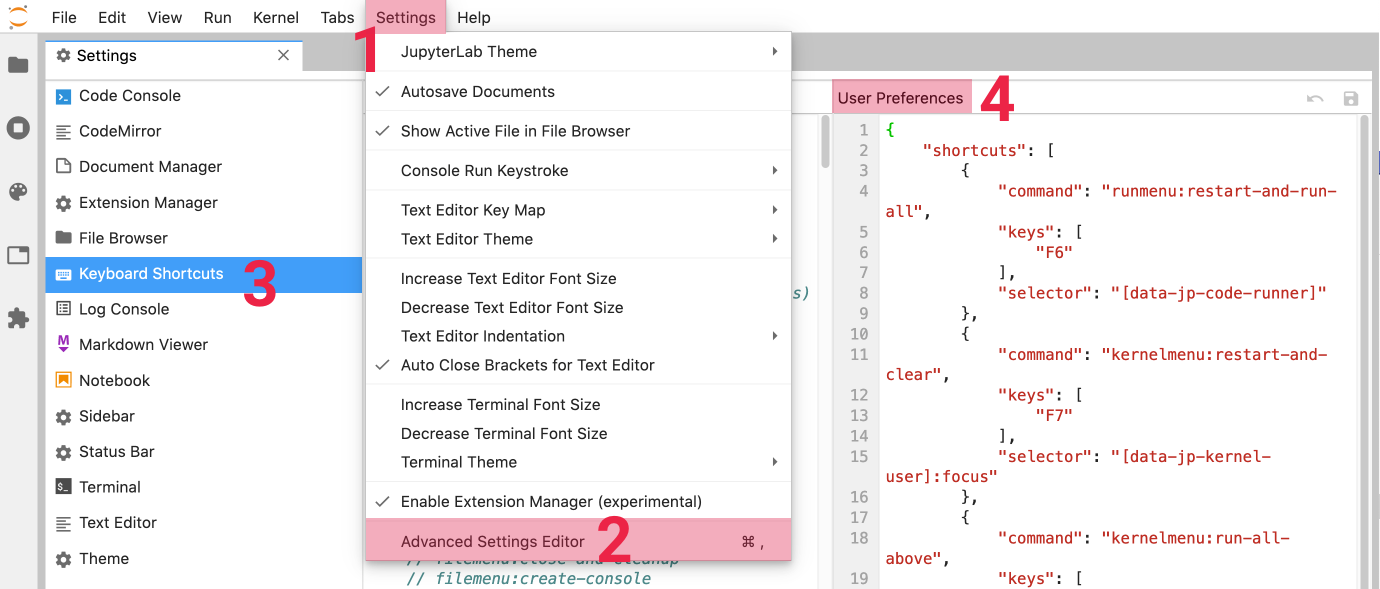 File Edit View Run Kernel Tabs Settings Help
1
Settings
Code Console
CodeMirror
Document Manager
Extension Manager
File Browser
Keyboard Shortcuts
3
Log Console
Markdown Viewer
Notebook
Sidebar
Status Bar
Terminal
Text Editor
Theme
JupyterLab Theme
Autosave Documents
Show Active File in File Browser
Console Run Keystroke
Text Editor Key Map
Text Editor Theme
Increase Text Editor Font Size
Decrease Text Editor Font Size
Text Editor Indentation
Auto Close Brackets for Text Editor
Increase Terminal Font Size
Decrease Terminal Font Size
Terminal Theme
Enable Extension Manager (experimental)
Advanced Settings Editor ⌘ ,
2
s)
// filemenu:close-and-cleanup
// filemenu:create-console
User Preferences
4
1 {
2 "shortcuts": [
3 {
4 "command": "runmenu:restart-and-run-
all",
5 "keys": [
6 "F6"
7 ],
8 "selector": "[data-jp-code-runner]"
9 },
10 {
11 "command": "kernelmenu:restart-and-
clear",
12 "keys": [
13 "F7"
14 ],
15 "selector": "[data-jp-kernel-
user]:focus"
16 },
17 {
18 "command": "kernelmenu:run-all-
above",
19 "keys": [